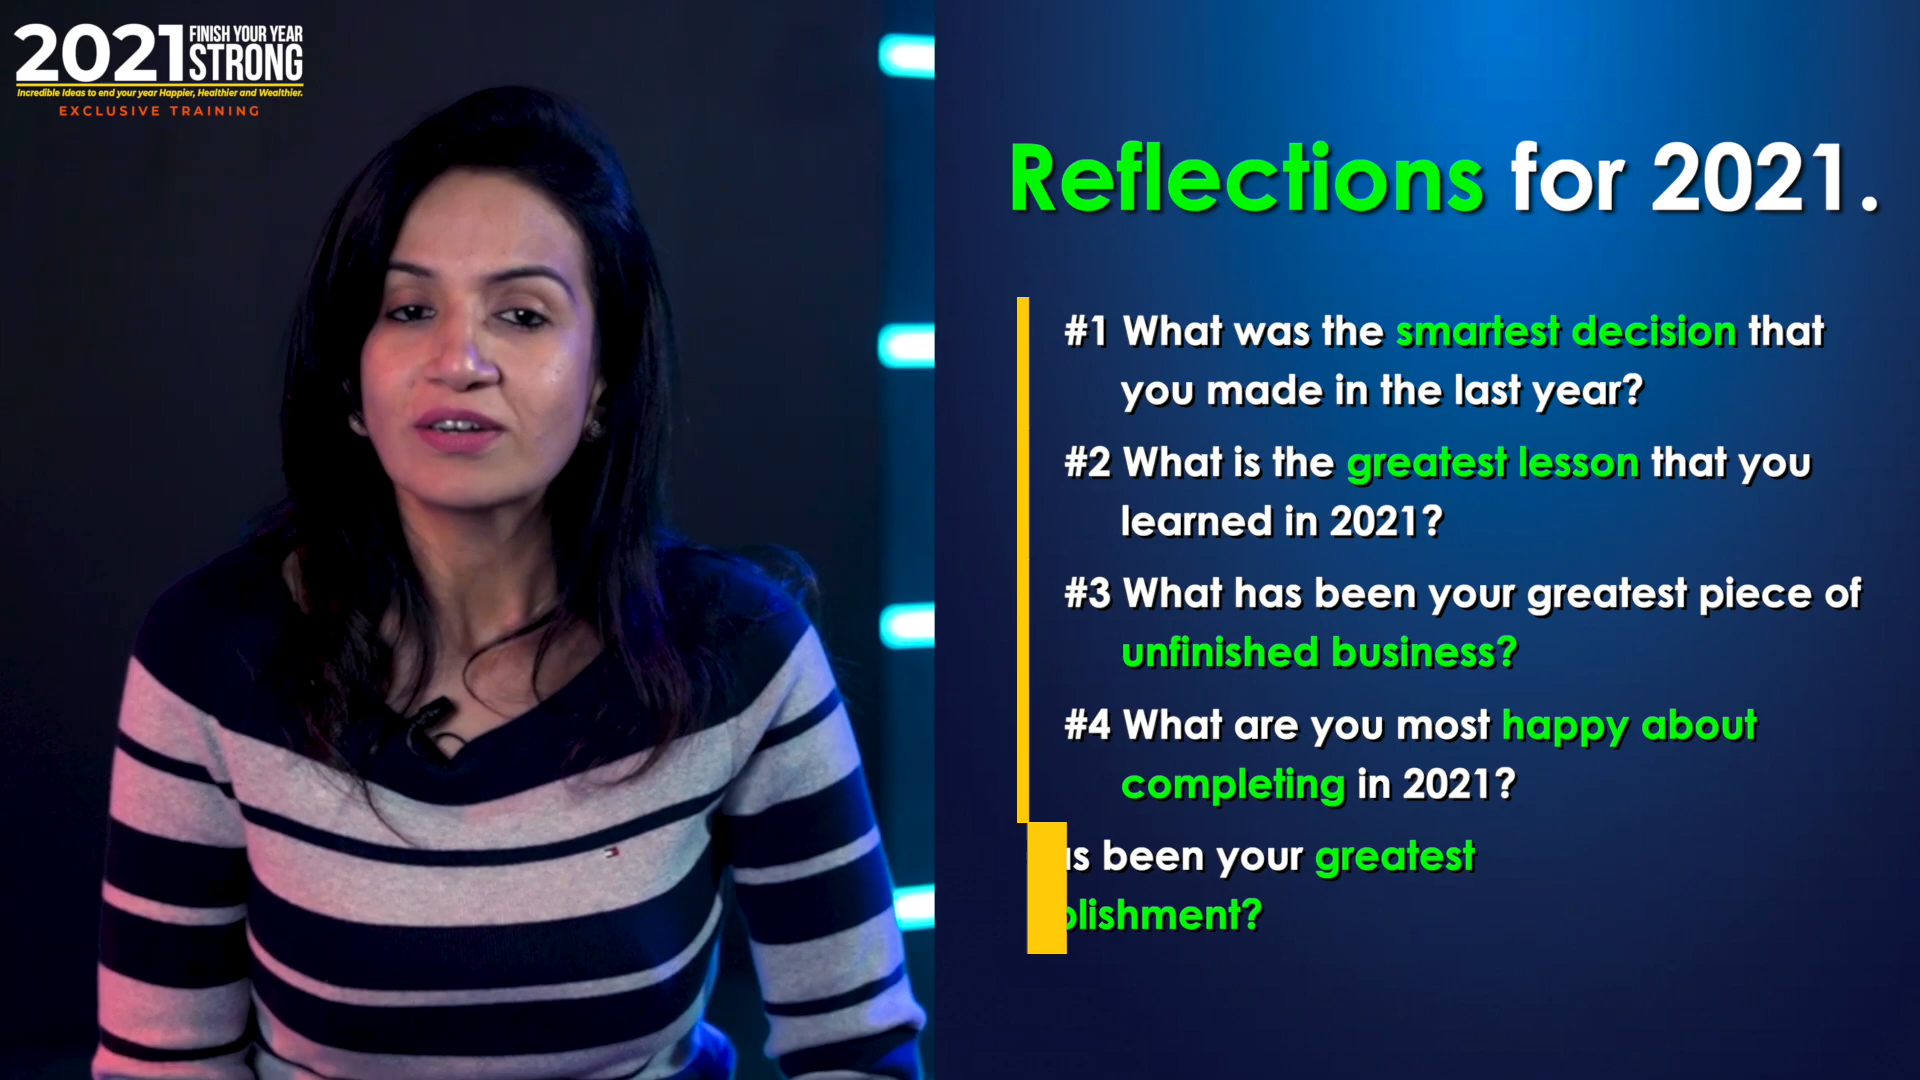 2021 FINISH YOUR YEAR
STRONG
Incredible Ideas to end your year Happier, Healthier and Wealthier.
EXCLUSIVE TRAINING
Reflections for 2021.
#1 What was the smartest decision that
you made in the last year?
#2 What is the greatest lesson that you
learned in 2021?
#3 What has been your greatest piece of
unfinished business?
#4 What are you most happy about
completing in 2021?
been your greatest